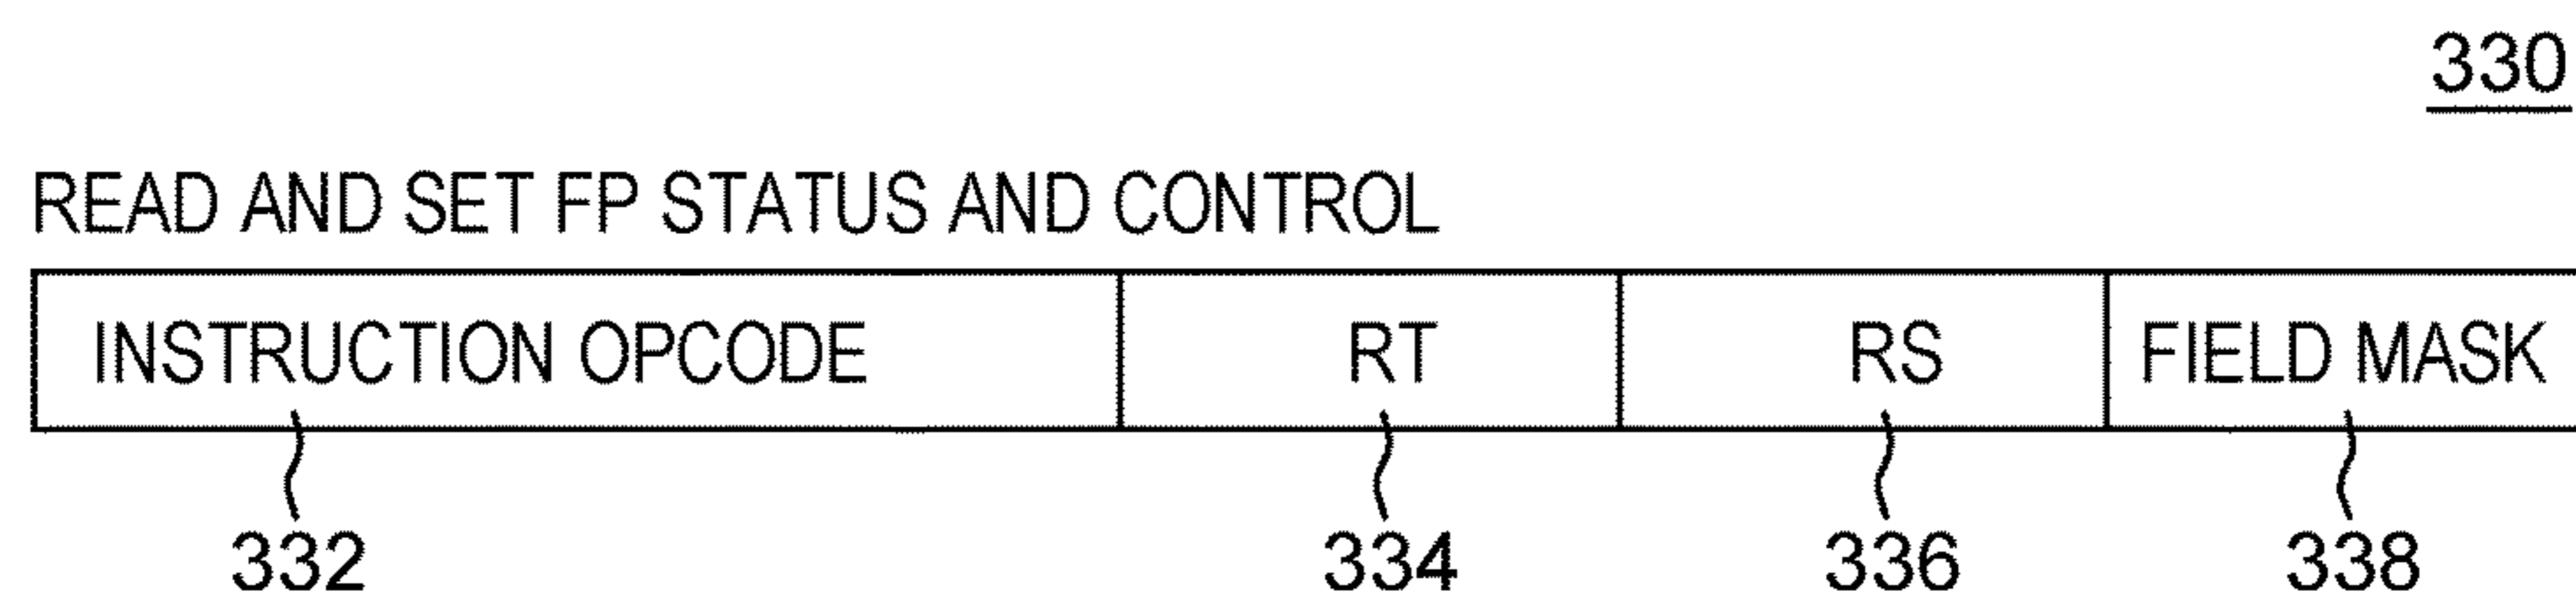 330
READ AND SET FP STATUS AND CONTROL
INSTRUCTION OPCODE RT RS FIELD MASK
332 334 336 338